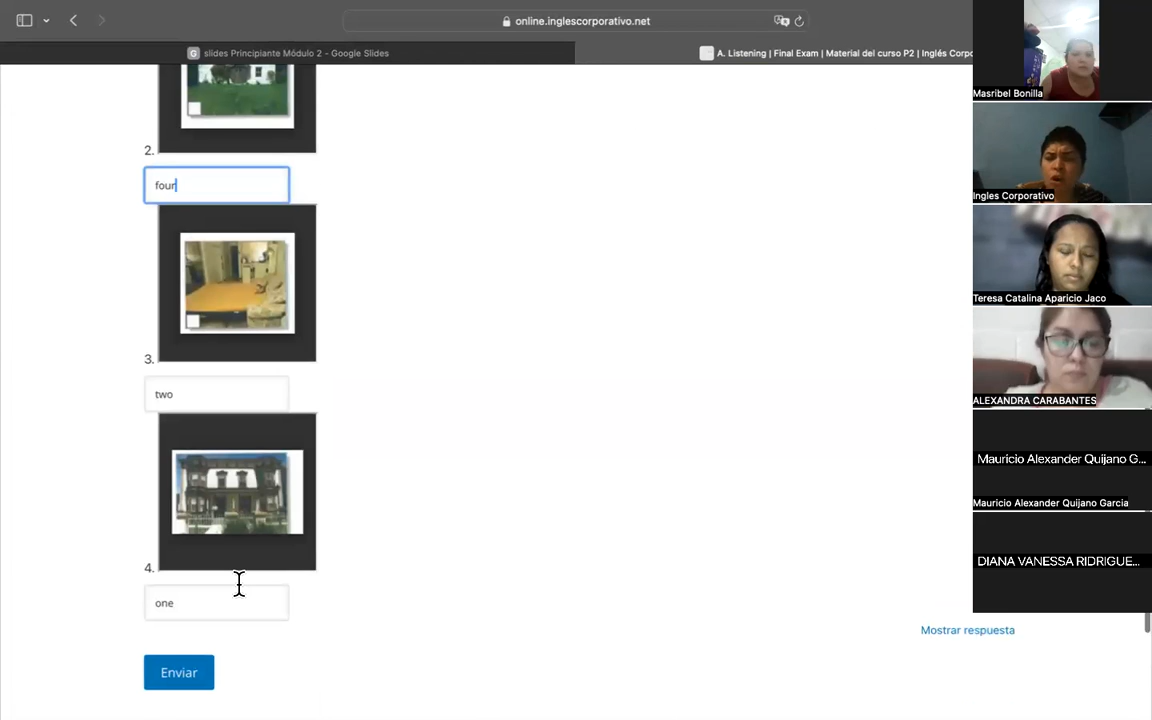 online.inglescorporativo.net
G slides Principiante Módulo 2 - Google Slides
A. Listening | Final Exam | Material del curso P2 | Inglés Corpo
2.
four
3.
two
4.
one
Mostrar respuesta
Enviar
Masribel Bonilla
Ingles Corporativo
Teresa Catalina Aparicio Jaco
ALEXANDRA CARABANTES
Mauricio Alexander Quijano G...
Mauricio Alexander Quijano Garcia
DIANA VANESSA RIDRIGUE...